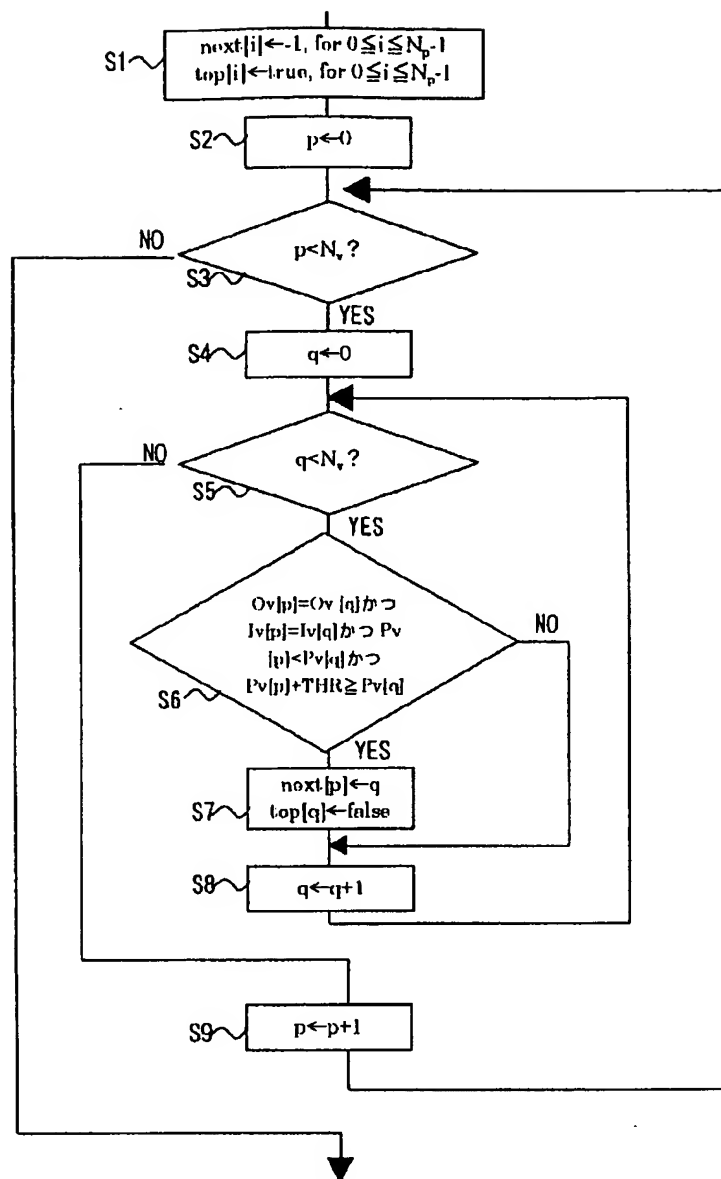 S1
next[i]←-1, for 0≦i≦Np-1
top[i]←true, for 0≦i≦Np-1
S2
p←0
NO
p<Nv?
S3
YES
S4
q←0
NO
q<Nv?
S5
YES
Ov[p]=Ov[q]かつ
Iv[p]=Iv[q]かつ Pv
[p]<Pv[q]かつ
Pv[p]+THR≧Pv[q]
NO
S6
YES
next[p]←q
top[q]←false
S7
S8
q←q+1
S9
p←p+1